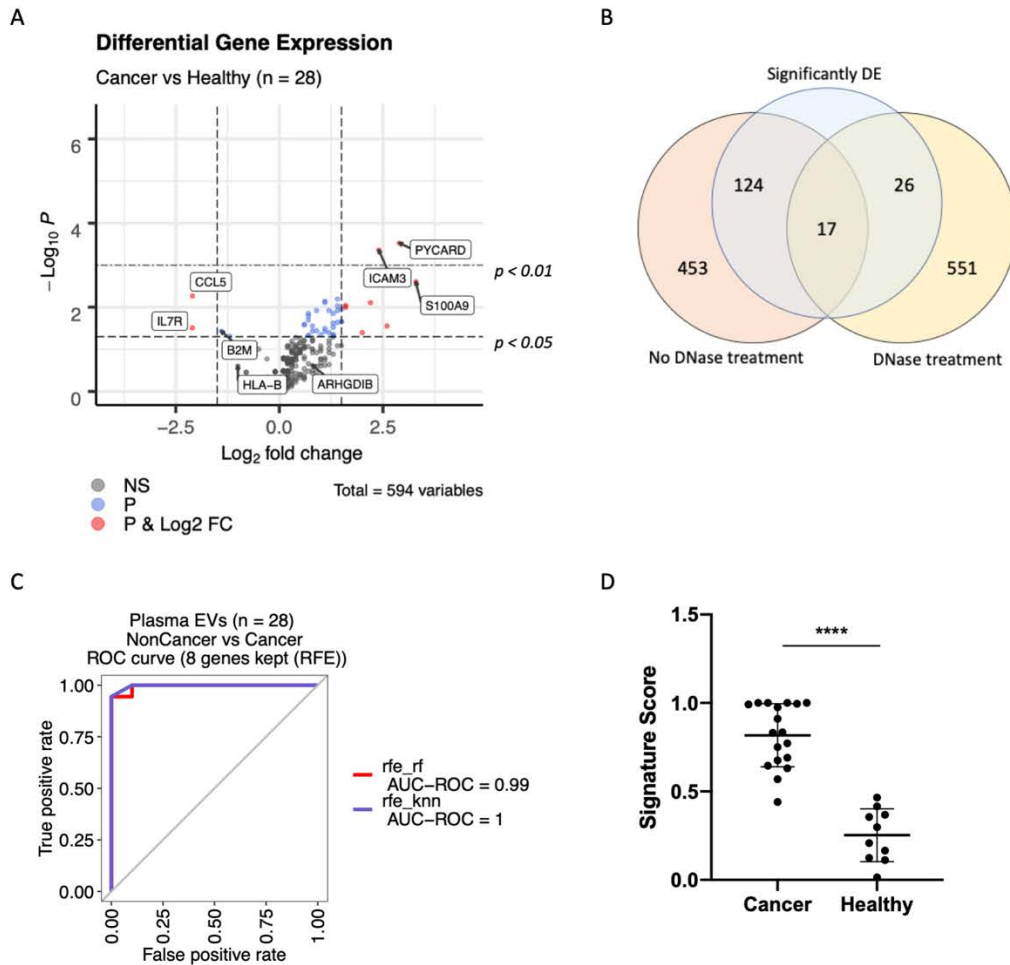 A
Differential Gene Expression
Cancer vs Healthy (n = 28)
6
4
2
0
−Log10 P
CCL5
IL7R
B2M
HLA−B
ARHGDIB
PYCARD
ICAM3
S100A9
p < 0.01
p < 0.05
−2.5
0.0
2.5
Log2 fold change
NS
P
P & Log2 FC
Total = 594 variables
B
Significantly DE
124
26
17
453
551
No DNase treatment
DNase treatment
C
Plasma EVs (n = 28)
NonCancer vs Cancer
ROC curve (8 genes kept (RFE))
1.00
0.75
0.50
0.25
0.00
True positive rate
0.00
0.25
0.50
0.75
1.00
False positive rate
rfe_rf
AUC−ROC = 0.99
rfe_knn
AUC−ROC = 1
D
1.5
1.0
0.5
0.0
Signature Score
****
Cancer
Healthy